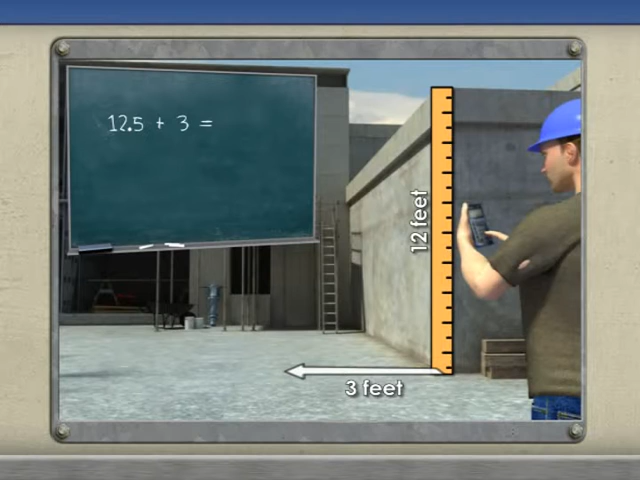 12.5 + 3 =
12 feet
3 feet